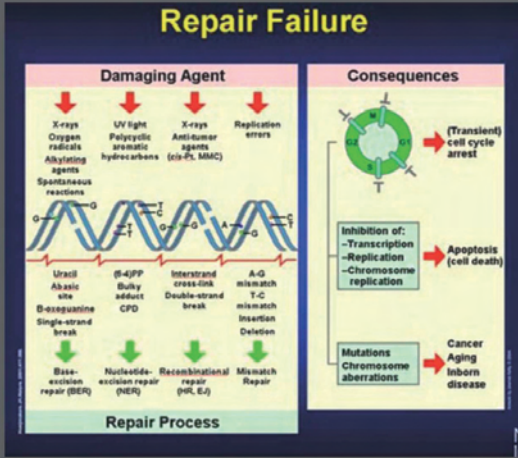 Repair Failure
Damaging Agent
X-rays
Oxygen
radicals
Alkylating
agents
Spontaneous
reactions
UV light
Polycyclic
aromatic
hydrocarbons
X-rays
Anti-tumor
agents
(cis-Pt, MMC)
Replication
errors
G
G
T
T
C
G
G
A
G
C
T
Uracil
Abasic
site
8-oxoguanine
Single-strand
break
(6-4)PP
Bulky
adduct
CPD
Interstrand
cross-link
Double-strand
break
A-G
mismatch
T-C
mismatch
Insertion
Deletion
Base-
excision
repair (BER)
Nucleotide-
excision repair
(NER)
Recombinational
repair
(HR, EJ)
Mismatch
Repair
Repair Process
Consequences
M
G1
S
G2
(Transient)
cell cycle
arrest
Inhibition of:
–Transcription
–Replication
–Chromosome
replication
Apoptosis
(cell death)
Mutations
Chromosome
aberrations
Cancer
Aging
Inborn
disease